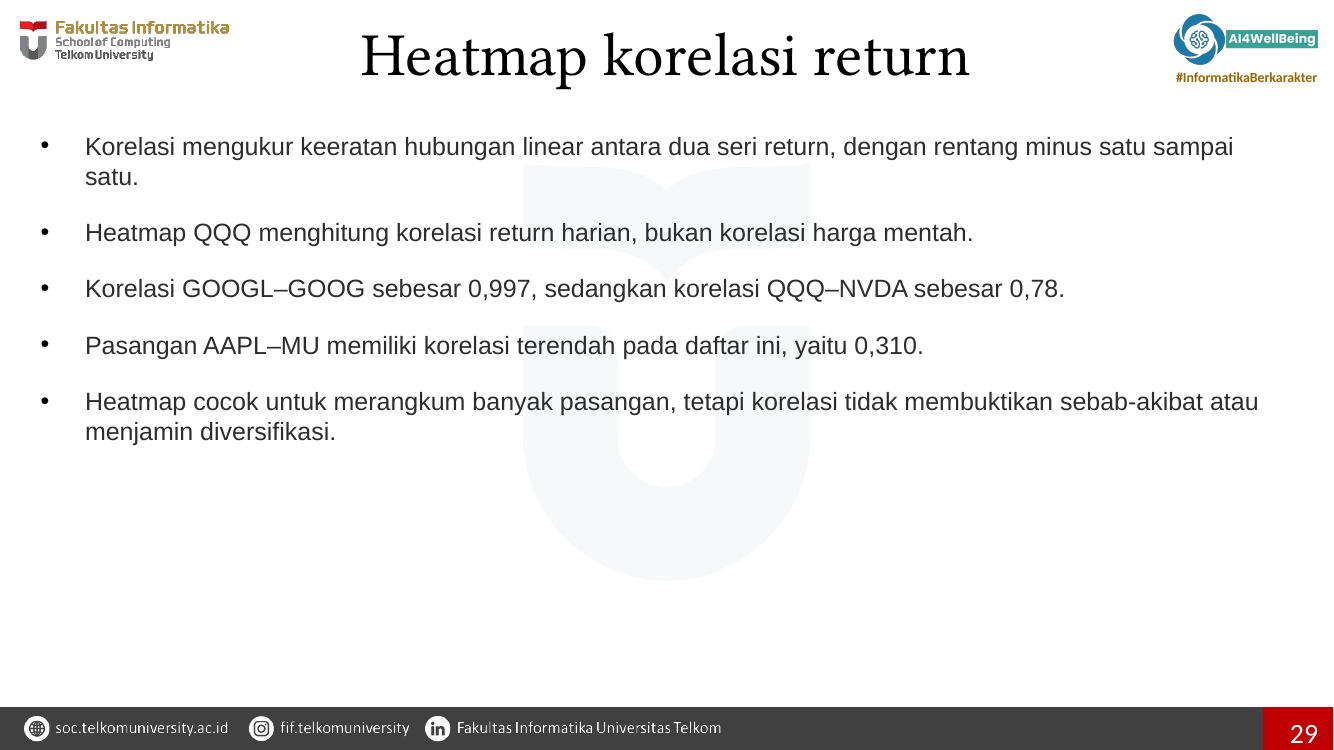 Fakultas Informatika
School of Computing
Telkom University
Heatmap korelasi return
AI4WellBeing
#InformatikaBerkarakter
• Korelasi mengukur keeratan hubungan linear antara dua seri return, dengan rentang minus satu sampai
satu.
• Heatmap QQQ menghitung korelasi return harian, bukan korelasi harga mentah.
• Korelasi GOOGL–GOOG sebesar 0,997, sedangkan korelasi QQQ–NVDA sebesar 0,78.
• Pasangan AAPL–MU memiliki korelasi terendah pada daftar ini, yaitu 0,310.
• Heatmap cocok untuk merangkum banyak pasangan, tetapi korelasi tidak membuktikan sebab-akibat atau
menjamin diversifikasi.
soc.telkomuniversity.ac.id fif.telkomuniversity Fakultas Informatika Universitas Telkom
29